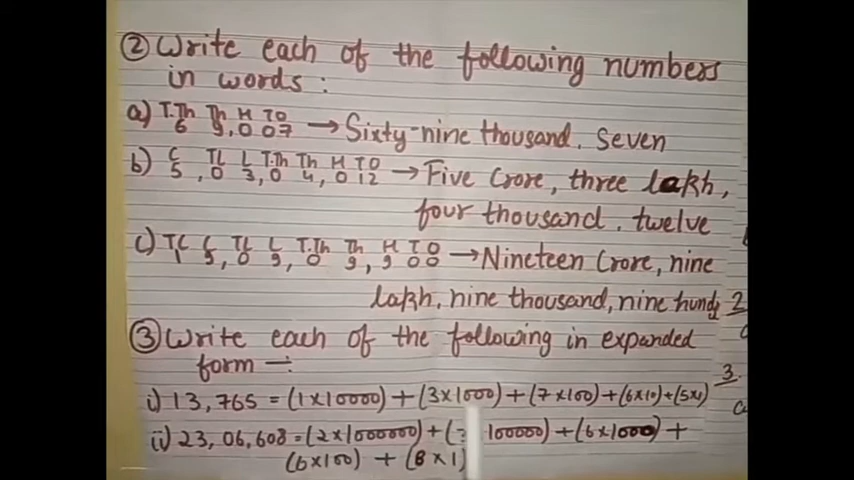 ② Write each of the following numbers
in words :
a) T.Th Th H T O
6 9,0 0 7 → Sixty-nine thousand. Seven
b) C TL L T.Th Th H T O
5,0 3,0 4,0 1 2 → Five Crore, three lakh,
four thousand. twelve
c) TC C TL L T.Th Th H T O
1 9,0 9,0 9,9 0 0 → Nineteen Crore, nine
lakh, nine thousand, nine hund
2
③ Write each of the following in expanded
form —:
3.
i) 13,765 = (1×10000) + (3×1000) + (7×100) + (6×10) + (5×1)
ii) 23,06,608 = (2×1000000) + ( 100000) + (6×1000) +
(6×100) + (8×1)